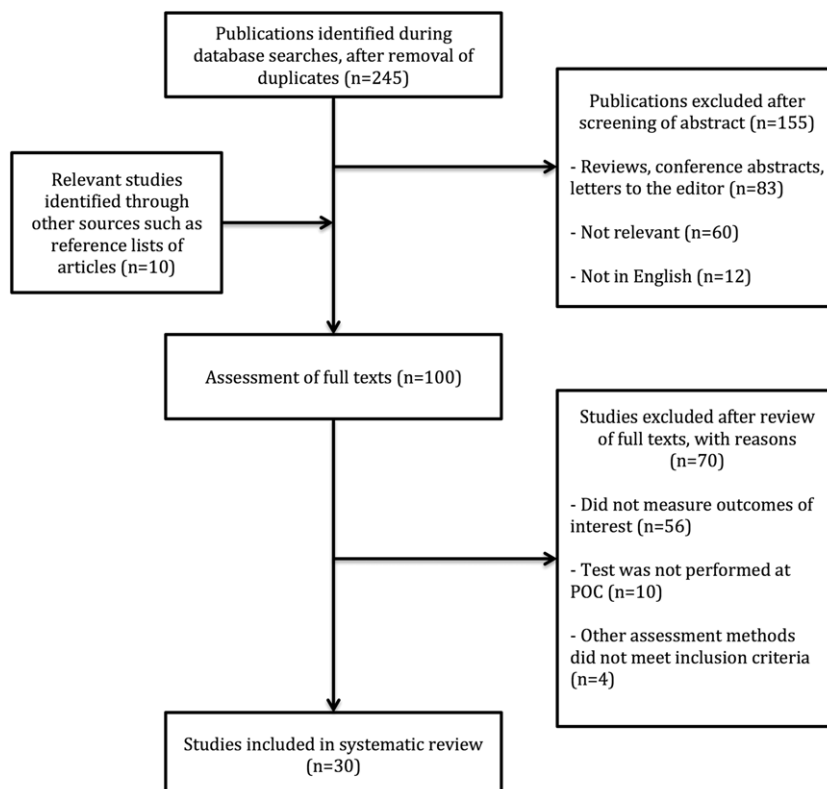 Publications identified during
database searches, after removal of
duplicates (n=245)
Publications excluded after
screening of abstract (n=155)
- Reviews, conference abstracts,
letters to the editor (n=83)
- Not relevant (n=60)
- Not in English (n=12)
Relevant studies
identified through
other sources such as
reference lists of
articles (n=10)
Assessment of full texts (n=100)
Studies excluded after review
of full texts, with reasons
(n=70)
- Did not measure outcomes of
interest (n=56)
- Test was not performed at
POC (n=10)
- Other assessment methods
did not meet inclusion criteria
(n=4)
Studies included in systematic review
(n=30)